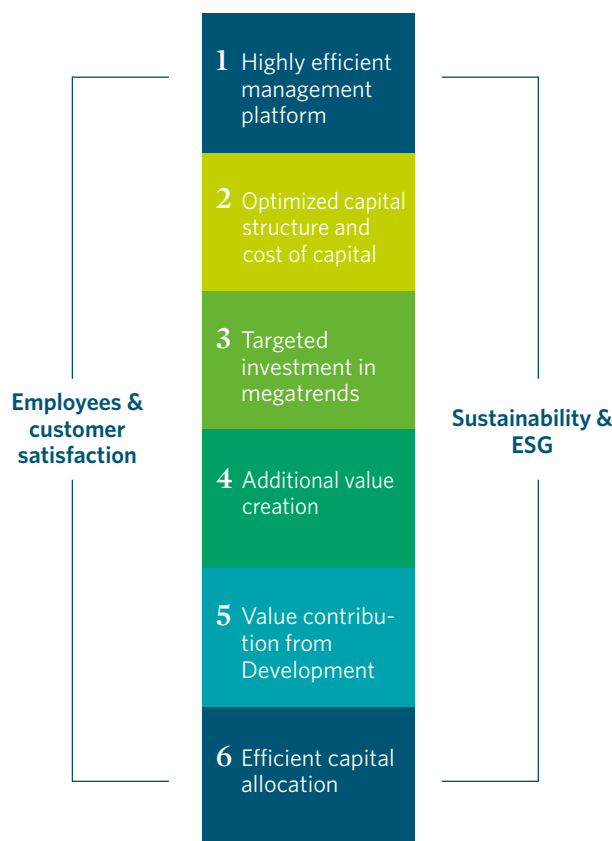 1 Highly efficient
management
platform
2 Optimized capital
structure and
cost of capital
3 Targeted
investment in
megatrends
Employees &
customer
satisfaction
Sustainability &
ESG
4 Additional value
creation
5 Value contribu-
tion from
Development
6 Efficient capital
allocation